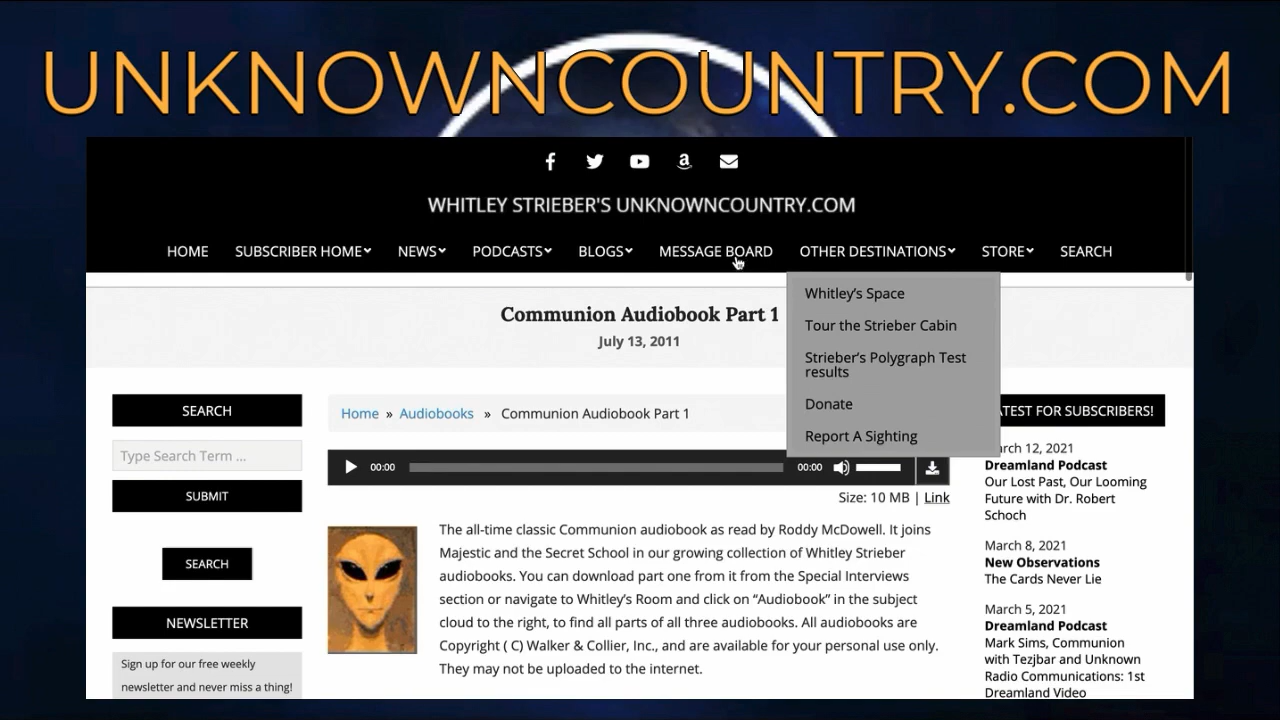 UNKNOWNCOUNTRY.COM
WHITLEY STRIEBER'S UNKNOWNCOUNTRY.COM
HOME SUBSCRIBER HOME NEWS PODCASTS BLOGS MESSAGE BOARD OTHER DESTINATIONS STORE SEARCH
Whitley's Space
Tour the Strieber Cabin
Strieber's Polygraph Test
results
Donate
Report A Sighting
Communion Audiobook Part 1
July 13, 2011
SEARCH
Type Search Term ...
SUBMIT
SEARCH
NEWSLETTER
Sign up for our free weekly
newsletter and never miss a thing!
Home » Audiobooks » Communion Audiobook Part 1
00:00 00:00
Size: 10 MB | Link
The all-time classic Communion audiobook as read by Roddy McDowell. It joins
Majestic and the Secret School in our growing collection of Whitley Strieber
audiobooks. You can download part one from it from the Special Interviews
section or navigate to Whitley's Room and click on “Audiobook” in the subject
cloud to the right, to find all parts of all three audiobooks. All audiobooks are
Copyright ( C) Walker & Collier, Inc., and are available for your personal use only.
They may not be uploaded to the internet.
ATEST FOR SUBSCRIBERS!
arch 12, 2021
Dreamland Podcast
Our Lost Past, Our Looming
Future with Dr. Robert
Schoch
March 8, 2021
New Observations
The Cards Never Lie
March 5, 2021
Dreamland Podcast
Mark Sims, Communion
with Tezjbar and Unknown
Radio Communications: 1st
Dreamland Video